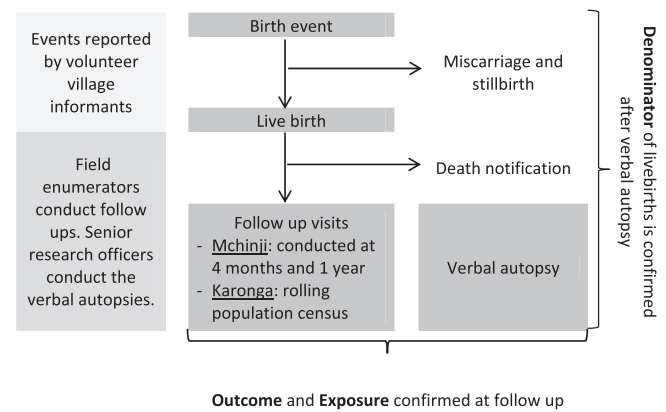 Events reported
by volunteer
village
informants
Field
enumerators
conduct follow
ups. Senior
research officers
conduct the
verbal autopsies.
Birth event
Miscarriage and
stillbirth
Live birth
Death notification
Follow up visits
- Mchinji: conducted at
4 months and 1 year
- Karonga: rolling
population census
Verbal autopsy
Denominator of livebirths is confirmed
after verbal autopsy
Outcome and Exposure confirmed at follow up